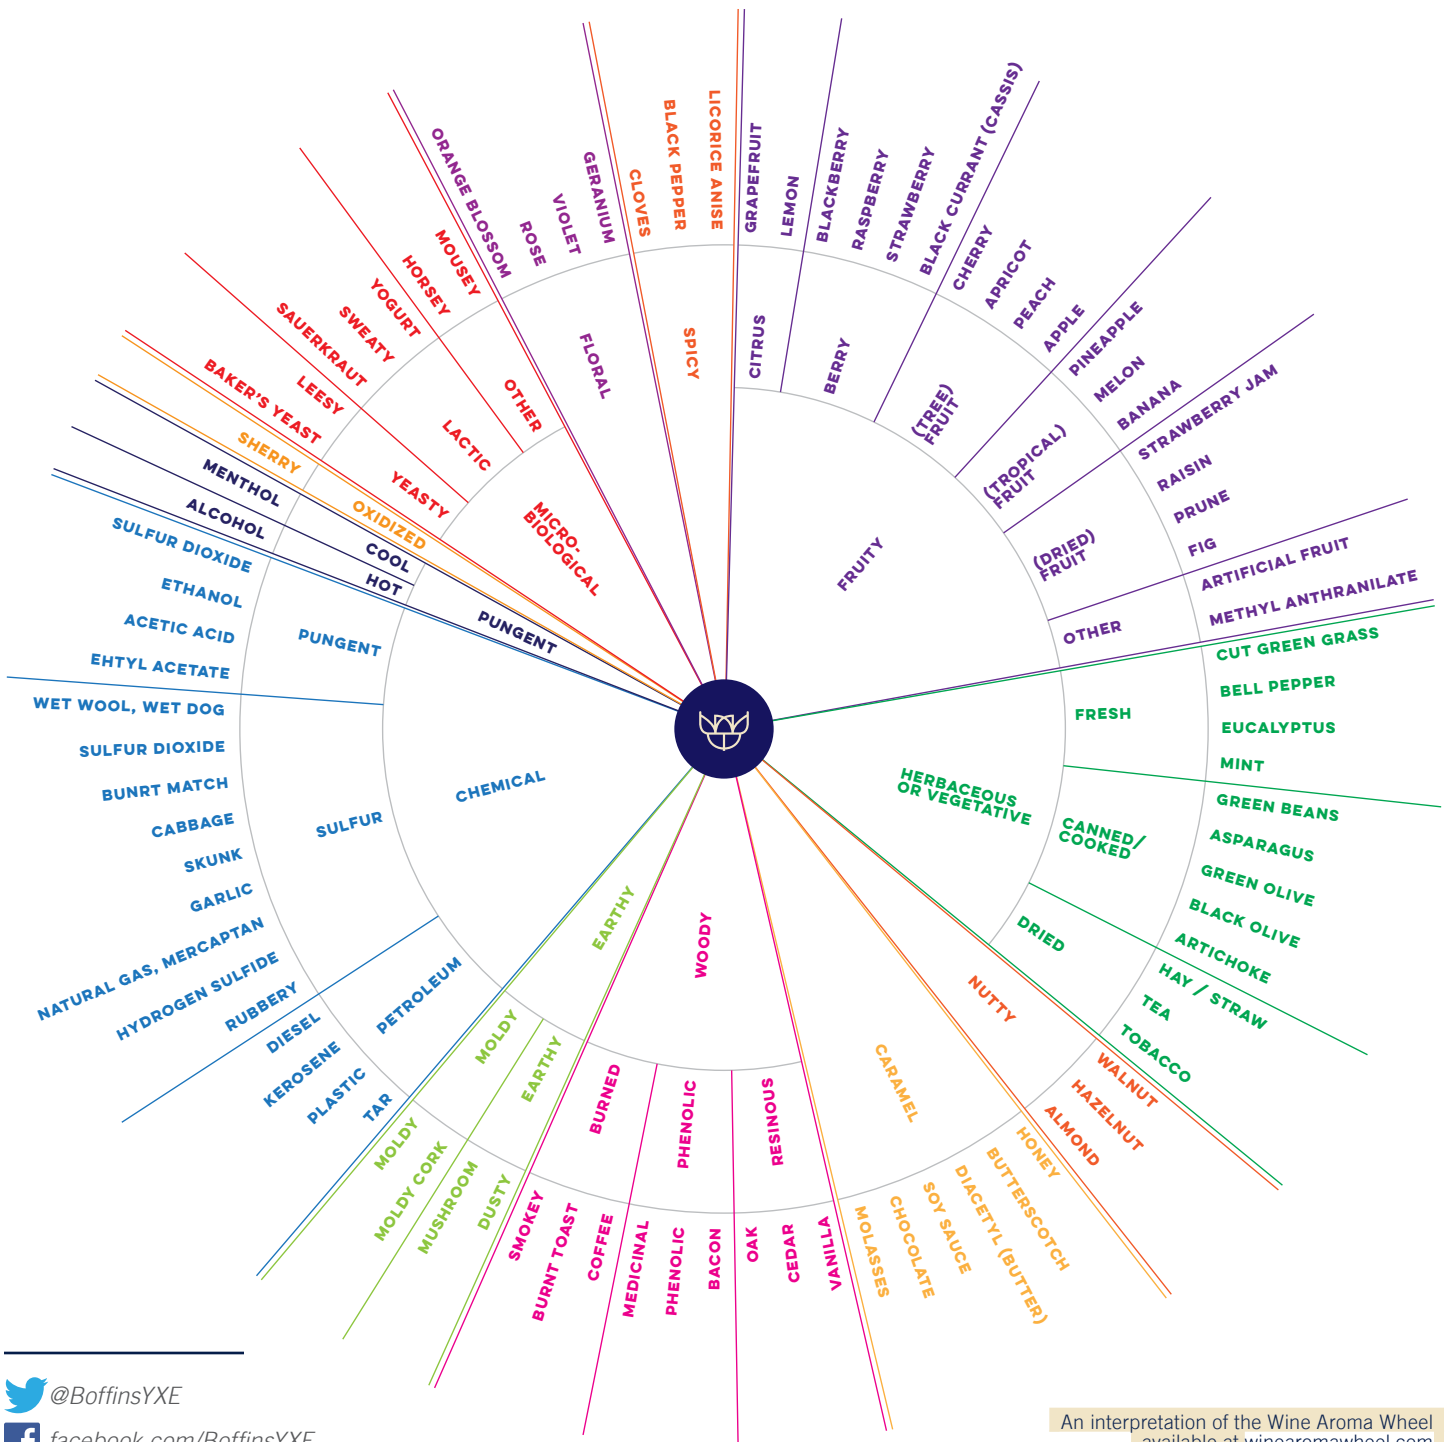 FRUITY
CITRUS
GRAPEFRUIT
LEMON
BERRY
BLACKBERRY
RASPBERRY
STRAWBERRY
BLACK CURRANT (CASSIS)
(TREE)
FRUIT
CHERRY
APRICOT
PEACH
APPLE
(TROPICAL)
FRUIT
PINEAPPLE
MELON
BANANA
(DRIED)
FRUIT
STRAWBERRY JAM
RAISIN
PRUNE
FIG
OTHER
ARTIFICIAL FRUIT
METHYL ANTHRANILATE
HERBACEOUS
OR VEGETATIVE
FRESH
CUT GREEN GRASS
BELL PEPPER
EUCALYPTUS
MINT
CANNED/
COOKED
GREEN BEANS
ASPARAGUS
GREEN OLIVE
BLACK OLIVE
ARTICHOKE
DRIED
HAY / STRAW
TEA
TOBACCO
NUTTY
WALNUT
HAZELNUT
ALMOND
CARAMEL
HONEY
BUTTERSCOTCH
DIACETYL (BUTTER)
SOY SAUCE
CHOCOLATE
MOLASSES
WOODY
RESINOUS
VANILLA
CEDAR
OAK
PHENOLIC
BACON
PHENOLIC
MEDICINAL
BURNED
COFFEE
BURNT TOAST
SMOKEY
EARTHY
EARTHY
DUSTY
MUSHROOM
MOLDY
MOLDY CORK
MOLDY
CHEMICAL
PETROLEUM
TAR
PLASTIC
KEROSENE
DIESEL
SULFUR
RUBBERY
HYDROGEN SULFIDE
NATURAL GAS, MERCAPTAN
GARLIC
SKUNK
CABBAGE
BUNRT MATCH
SULFUR DIOXIDE
WET WOOL, WET DOG
PUNGENT
EHTYL ACETATE
ACETIC ACID
ETHANOL
SULFUR DIOXIDE
PUNGENT
HOT
ALCOHOL
COOL
MENTHOL
OXIDIZED
SHERRY
MICRO-
BIOLOGICAL
YEASTY
BAKER'S YEAST
LEESY
LACTIC
SAUERKRAUT
SWEATY
YOGURT
OTHER
HORSEY
MOUSEY
FLORAL
ORANGE BLOSSOM
ROSE
VIOLET
GERANIUM
SPICY
CLOVES
BLACK PEPPER
LICORICE ANISE
@BoffinsYXE
facebook.com/BoffinsYXE
An interpretation of the Wine Aroma Wheel
available at winearomawheel.com